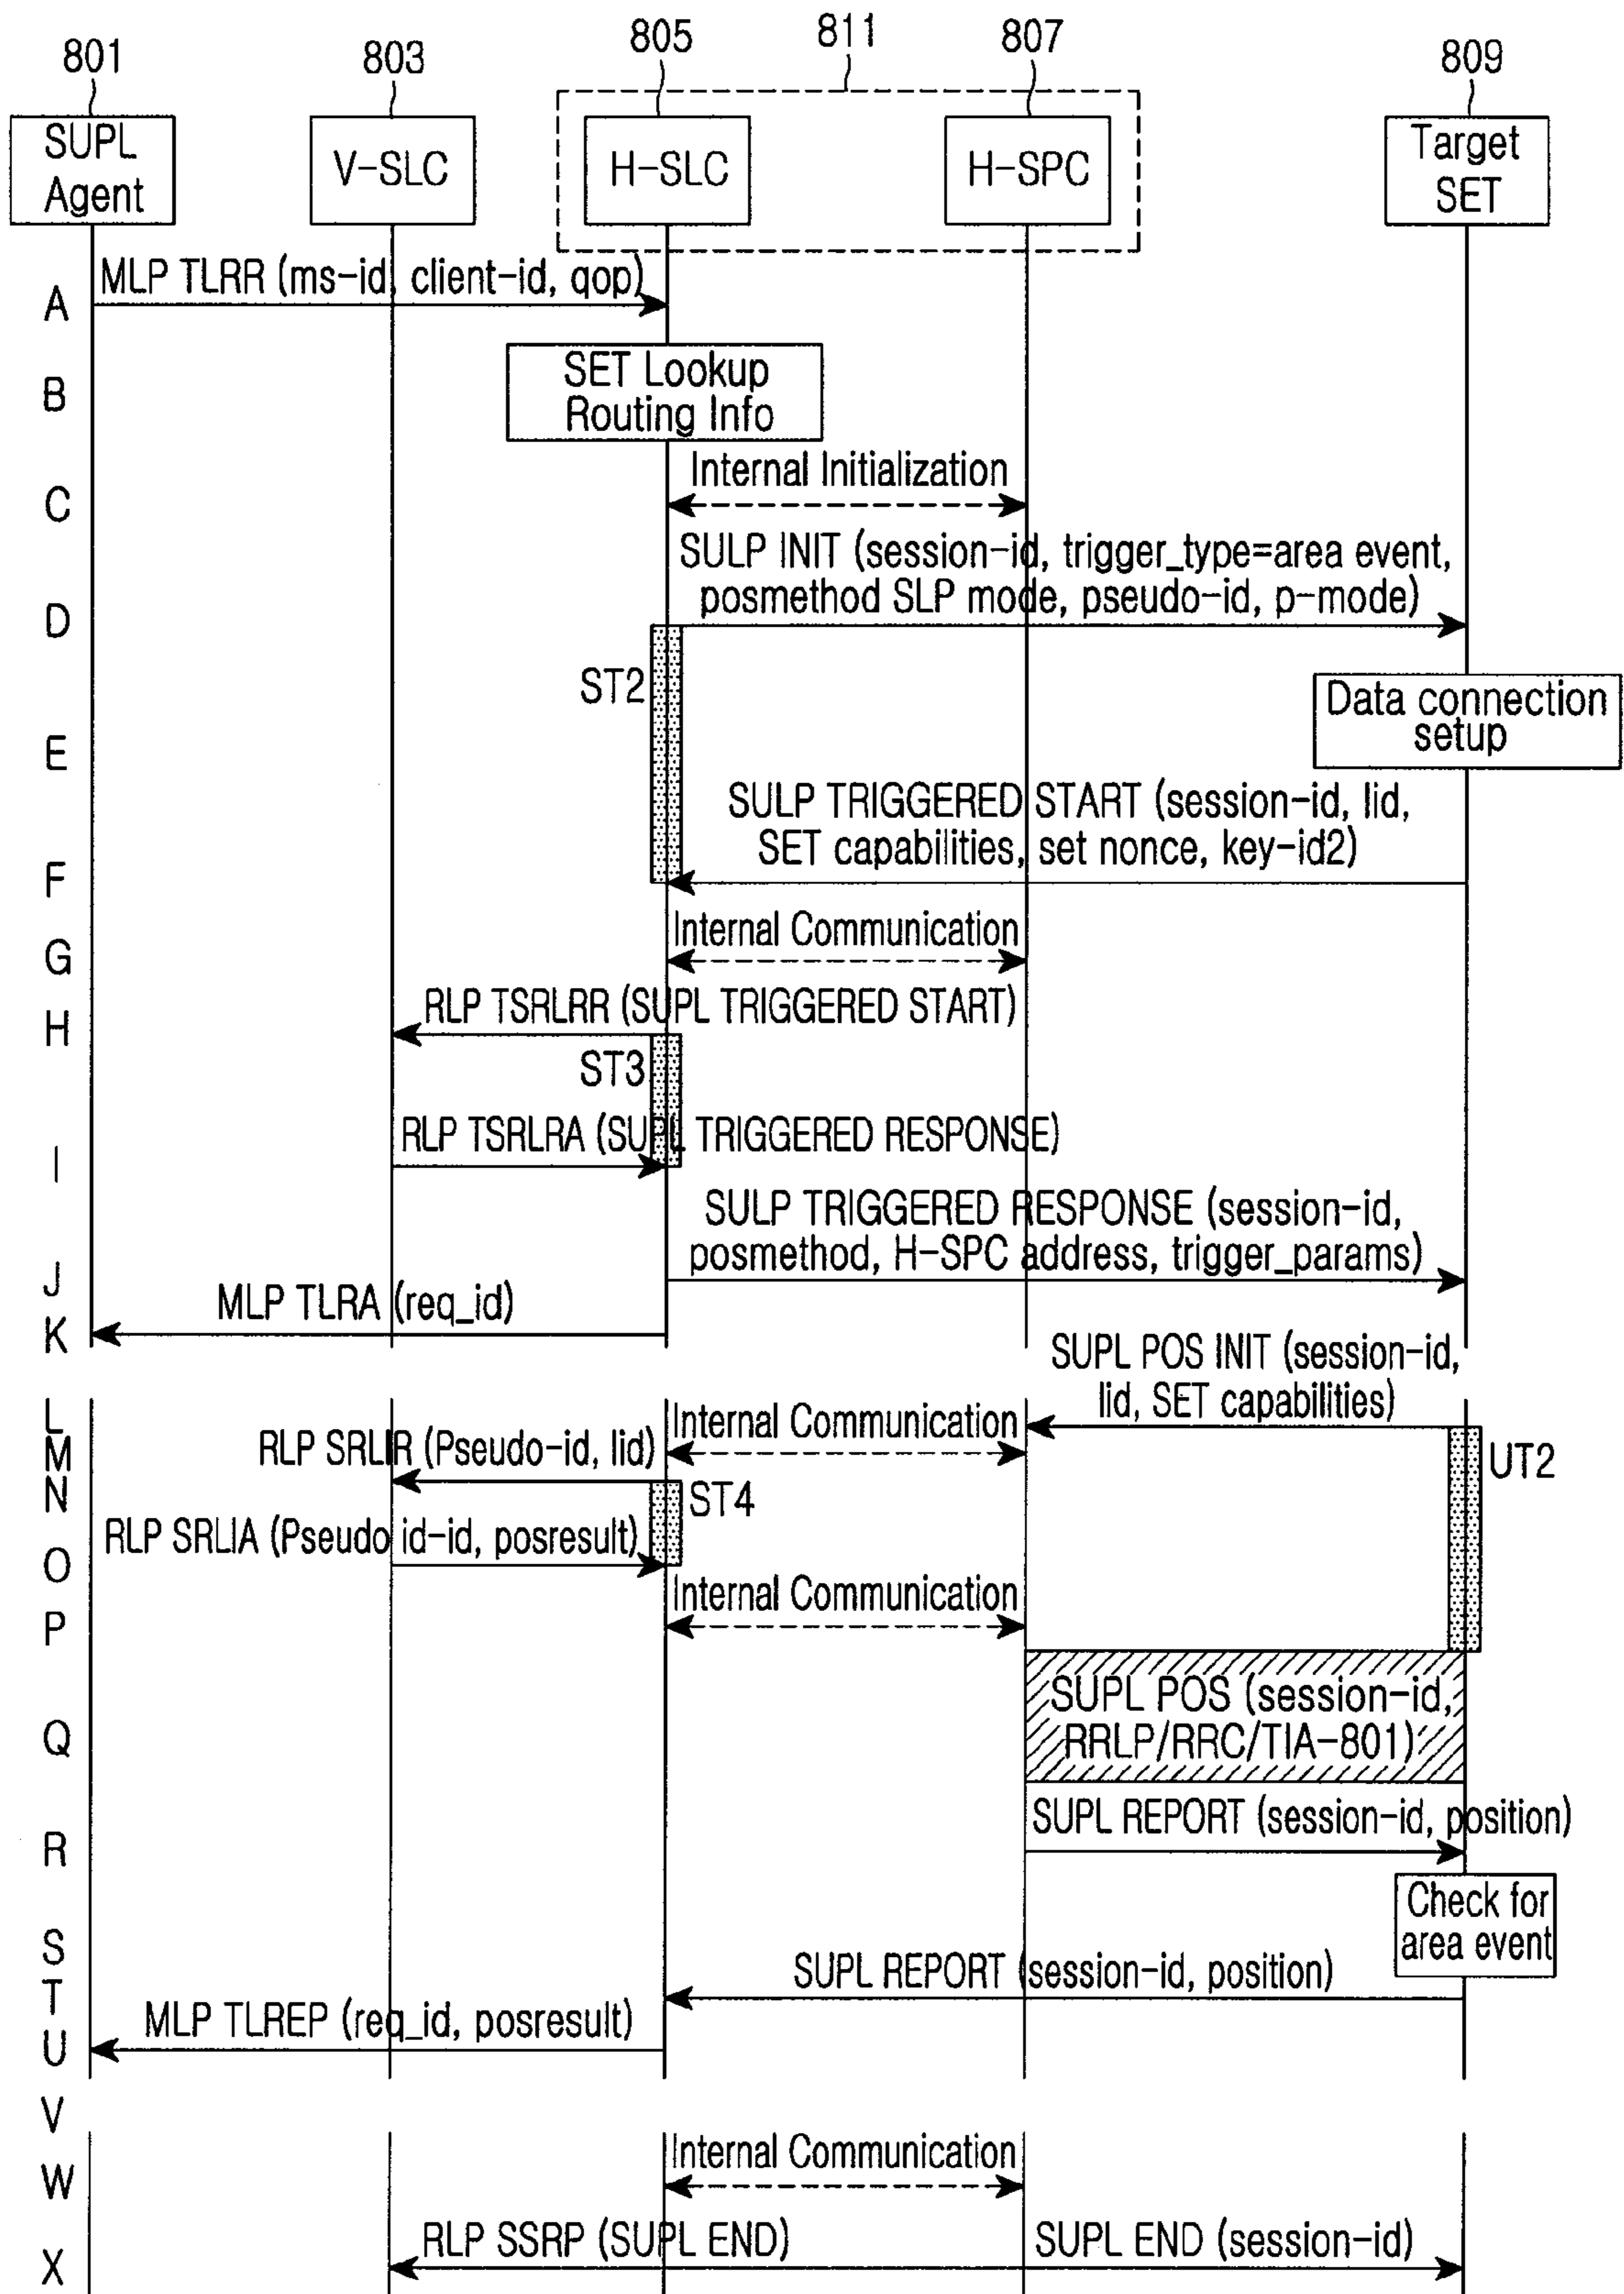 801
803
805
811
807
809
SUPL
Agent
V-SLC
H-SLC
H-SPC
Target
SET
A
MLP TLRR (ms-id, client-id, qop)
B
SET Lookup
Routing Info
C
Internal Initialization
SULP INIT (session-id, trigger_type=area event,
posmethod SLP mode, pseudo-id, p-mode)
D
ST2
Data connection
setup
E
SULP TRIGGERED START (session-id, lid,
SET capabilities, set nonce, key-id2)
F
G
Internal Communication
H
RLP TSRLRR (SUPL TRIGGERED START)
ST3
RLP TSRLRA (SUPL TRIGGERED RESPONSE)
I
SULP TRIGGERED RESPONSE (session-id,
posmethod, H-SPC address, trigger_params)
J
MLP TLRA (req_id)
K
SUPL POS INIT (session-id,
lid, SET capabilities)
L
Internal Communication
M
RLP SRLIR (Pseudo-id, lid)
UT2
N
ST4
RLP SRLIA (Pseudo id-id, posresult)
O
Internal Communication
P
SUPL POS (session-id,
RRLP/RRC/TIA-801)
Q
SUPL REPORT (session-id, position)
R
Check for
area event
S
SUPL REPORT (session-id, position)
T
MLP TLREP (req_id, posresult)
U
V
Internal Communication
W
RLP SSRP (SUPL END)
SUPL END (session-id)
X